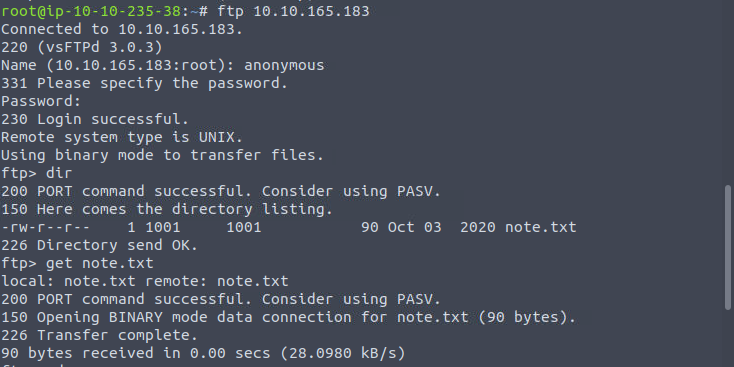 root@ip-10-10-235-38:~# ftp 10.10.165.183
Connected to 10.10.165.183.
220 (vsFTPd 3.0.3)
Name (10.10.165.183:root): anonymous
331 Please specify the password.
Password:
230 Login successful.
Remote system type is UNIX.
Using binary mode to transfer files.
ftp> dir
200 PORT command successful. Consider using PASV.
150 Here comes the directory listing.
-rw-r--r--    1 1001     1001           90 Oct 03  2020 note.txt
226 Directory send OK.
ftp> get note.txt
local: note.txt remote: note.txt
200 PORT command successful. Consider using PASV.
150 Opening BINARY mode data connection for note.txt (90 bytes).
226 Transfer complete.
90 bytes received in 0.00 secs (28.0980 kB/s)